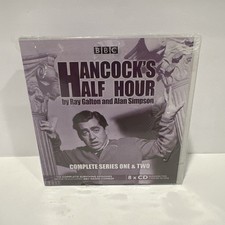 BBC
HANCOCK'S
HALF HOUR
by Ray Galton and Alan Simpson
COMPLETE SERIES ONE & TWO
8 x CD